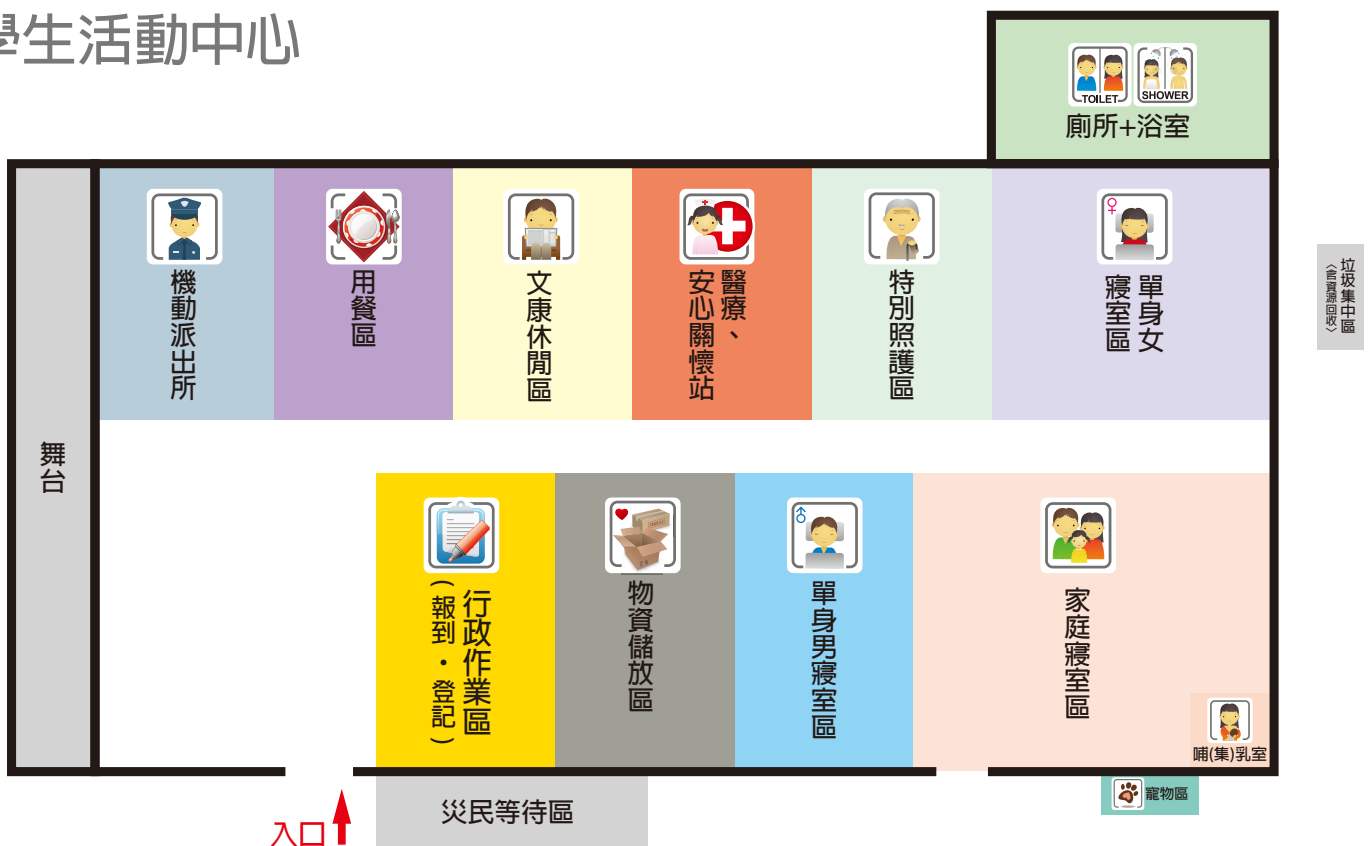 學生活動中心
TOILET
SHOWER
廁所+浴室
機動派出所
用餐區
文康休閒區
醫療、
安心關懷站
特別照護區
單身女
寢室區
垃圾集中區
〈含資源回收〉
舞台
行政作業區
(報到・登記)
物資儲放區
單身男寢室區
家庭寢室區
哺(集)乳室
寵物區
災民等待區
入口